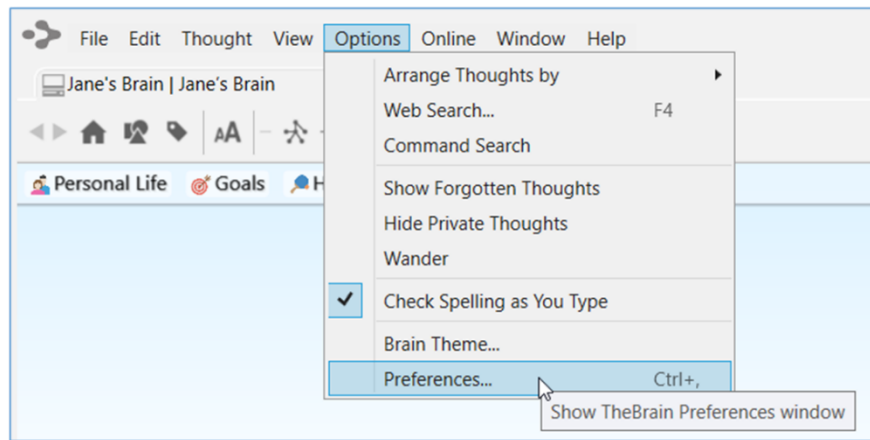 File Edit Thought View Options Online Window Help
Jane's Brain | Jane's Brain
Arrange Thoughts by
Web Search... F4
AA
Command Search
Personal Life Goals H
Show Forgotten Thoughts
Hide Private Thoughts
Wander
Check Spelling as You Type
Brain Theme...
Preferences... Ctrl+,
Show TheBrain Preferences window